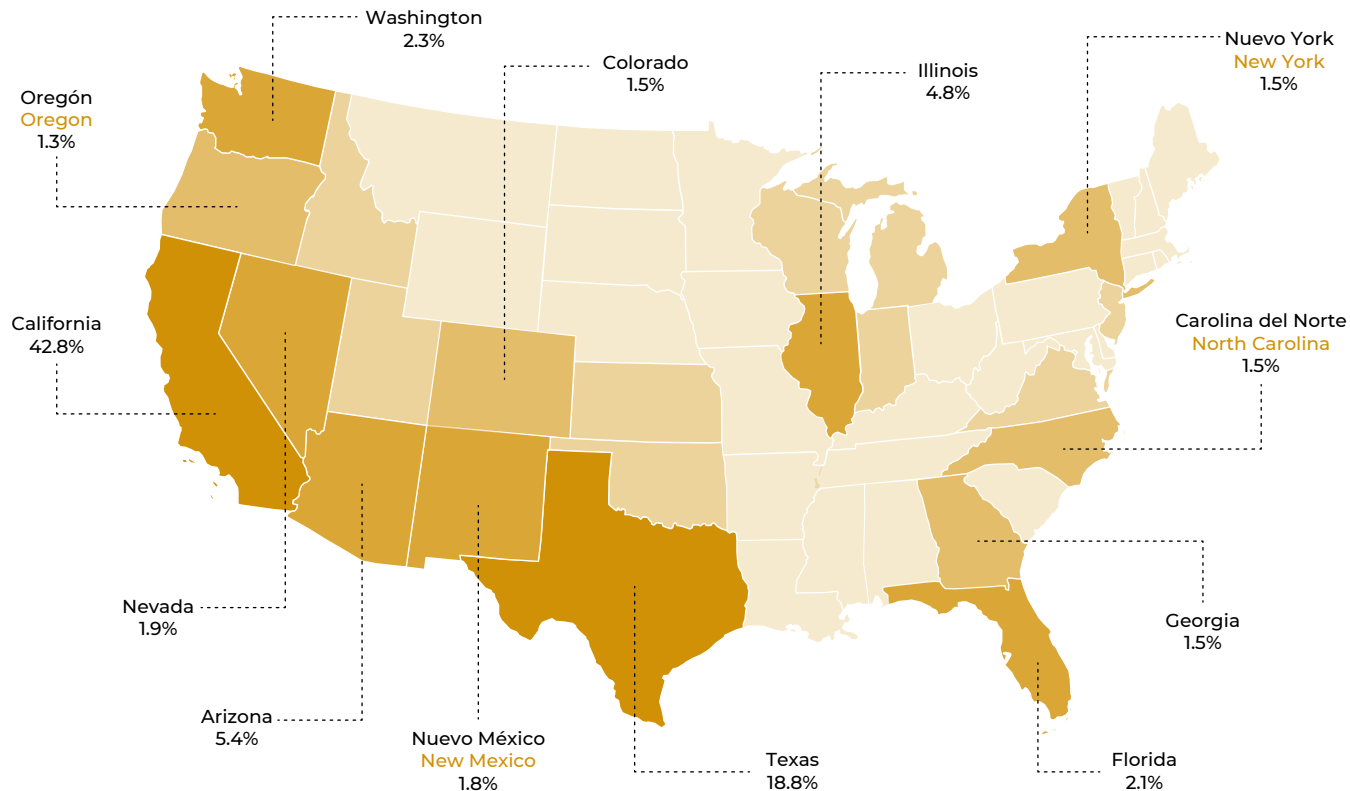 Washington
2.3%
Colorado
1.5%
Illinois
4.8%
Nuevo York
New York
1.5%
Oregón
Oregon
1.3%
California
42.8%
Carolina del Norte
North Carolina
1.5%
Nevada
1.9%
Georgia
1.5%
Arizona
5.4%
Nuevo México
New Mexico
1.8%
Texas
18.8%
Florida
2.1%